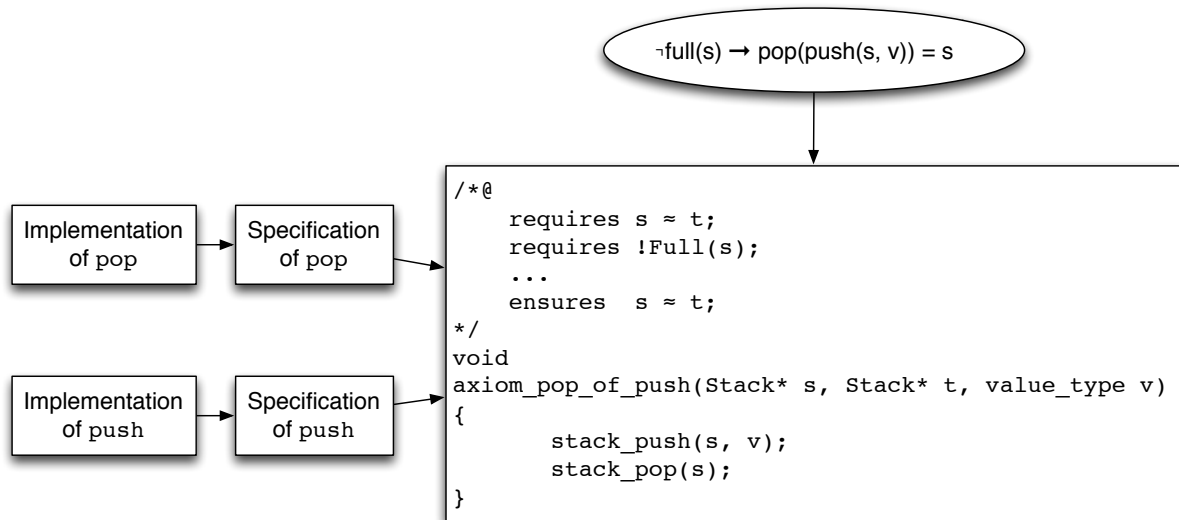 ¬full(s) → pop(push(s, v)) = s
Implementation
of pop
Specification
of pop
Implementation
of push
Specification
of push
/*@
    requires s ≈ t;
    requires !Full(s);
    ...
    ensures  s ≈ t;
*/
void
axiom_pop_of_push(Stack* s, Stack* t, value_type v)
{
       stack_push(s, v);
       stack_pop(s);
}